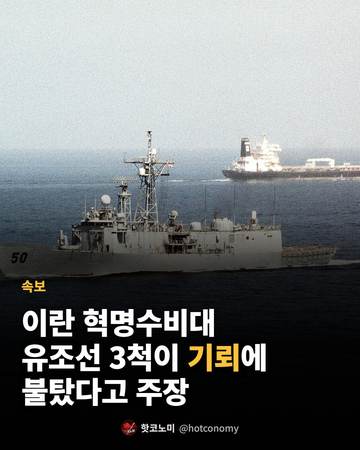 50
속보
이란 혁명수비대
유조선 3척이 기뢰에
불탔다고 주장
핫코노미 @hotconomy